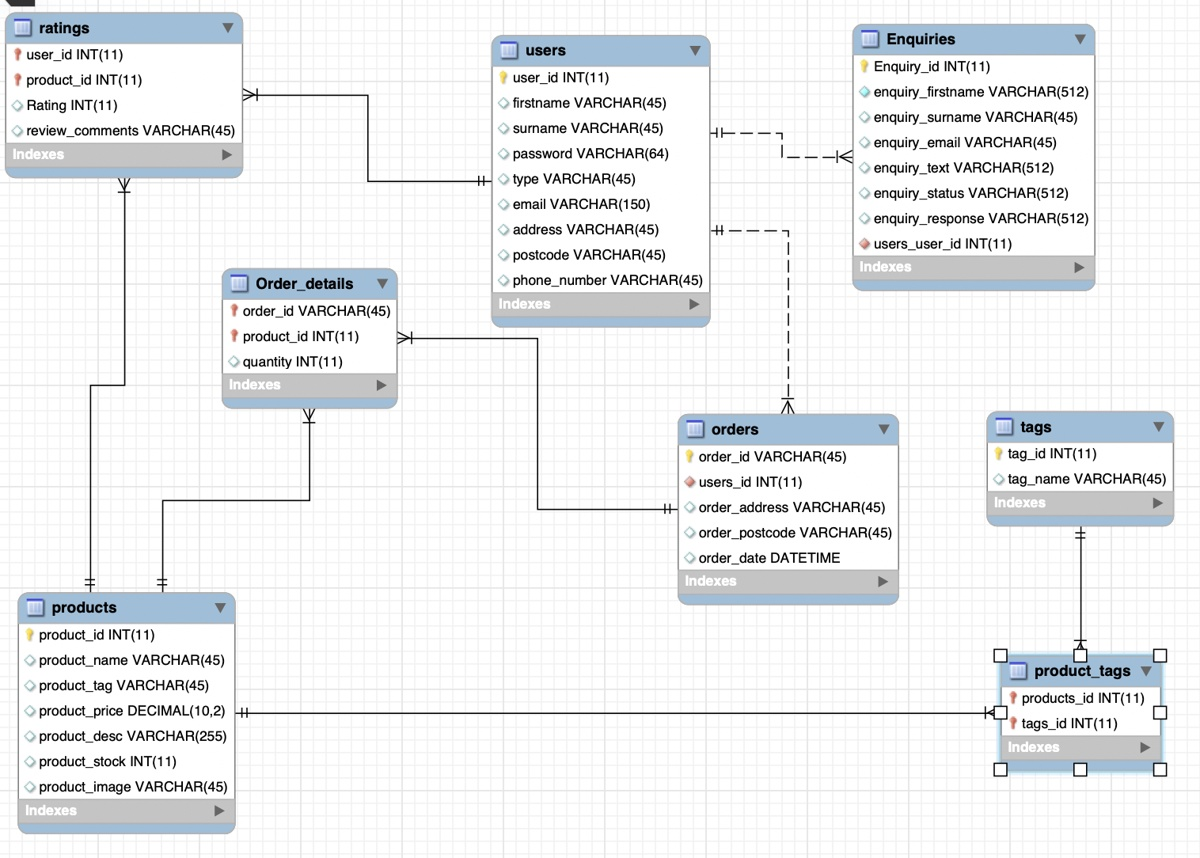 ratings
user_id INT(11)
product_id INT(11)
Rating INT(11)
review_comments VARCHAR(45)
Indexes
users
user_id INT(11)
firstname VARCHAR(45)
surname VARCHAR(45)
password VARCHAR(64)
type VARCHAR(45)
email VARCHAR(150)
address VARCHAR(45)
postcode VARCHAR(45)
phone_number VARCHAR(45)
Indexes
Enquiries
Enquiry_id INT(11)
enquiry_firstname VARCHAR(512)
enquiry_surname VARCHAR(45)
enquiry_email VARCHAR(45)
enquiry_text VARCHAR(512)
enquiry_status VARCHAR(512)
enquiry_response VARCHAR(512)
users_user_id INT(11)
Indexes
Order_details
order_id VARCHAR(45)
product_id INT(11)
quantity INT(11)
Indexes
orders
order_id VARCHAR(45)
users_id INT(11)
order_address VARCHAR(45)
order_postcode VARCHAR(45)
order_date DATETIME
Indexes
tags
tag_id INT(11)
tag_name VARCHAR(45)
Indexes
products
product_id INT(11)
product_name VARCHAR(45)
product_tag VARCHAR(45)
product_price DECIMAL(10,2)
product_desc VARCHAR(255)
product_stock INT(11)
product_image VARCHAR(45)
Indexes
product_tags
products_id INT(11)
tags_id INT(11)
Indexes